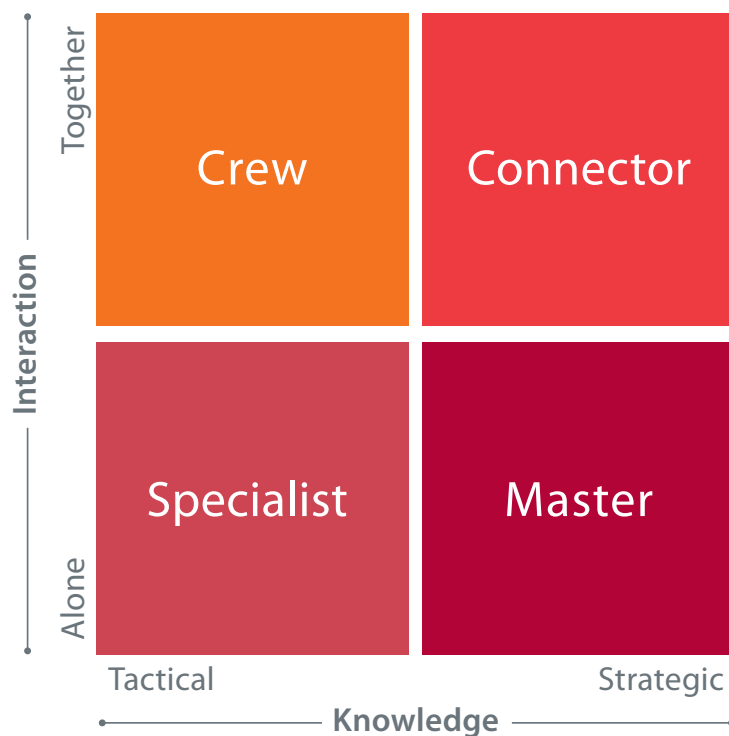 Together
Crew
Connector
Interaction
Specialist
Master
Alone
Tactical
Strategic
Knowledge